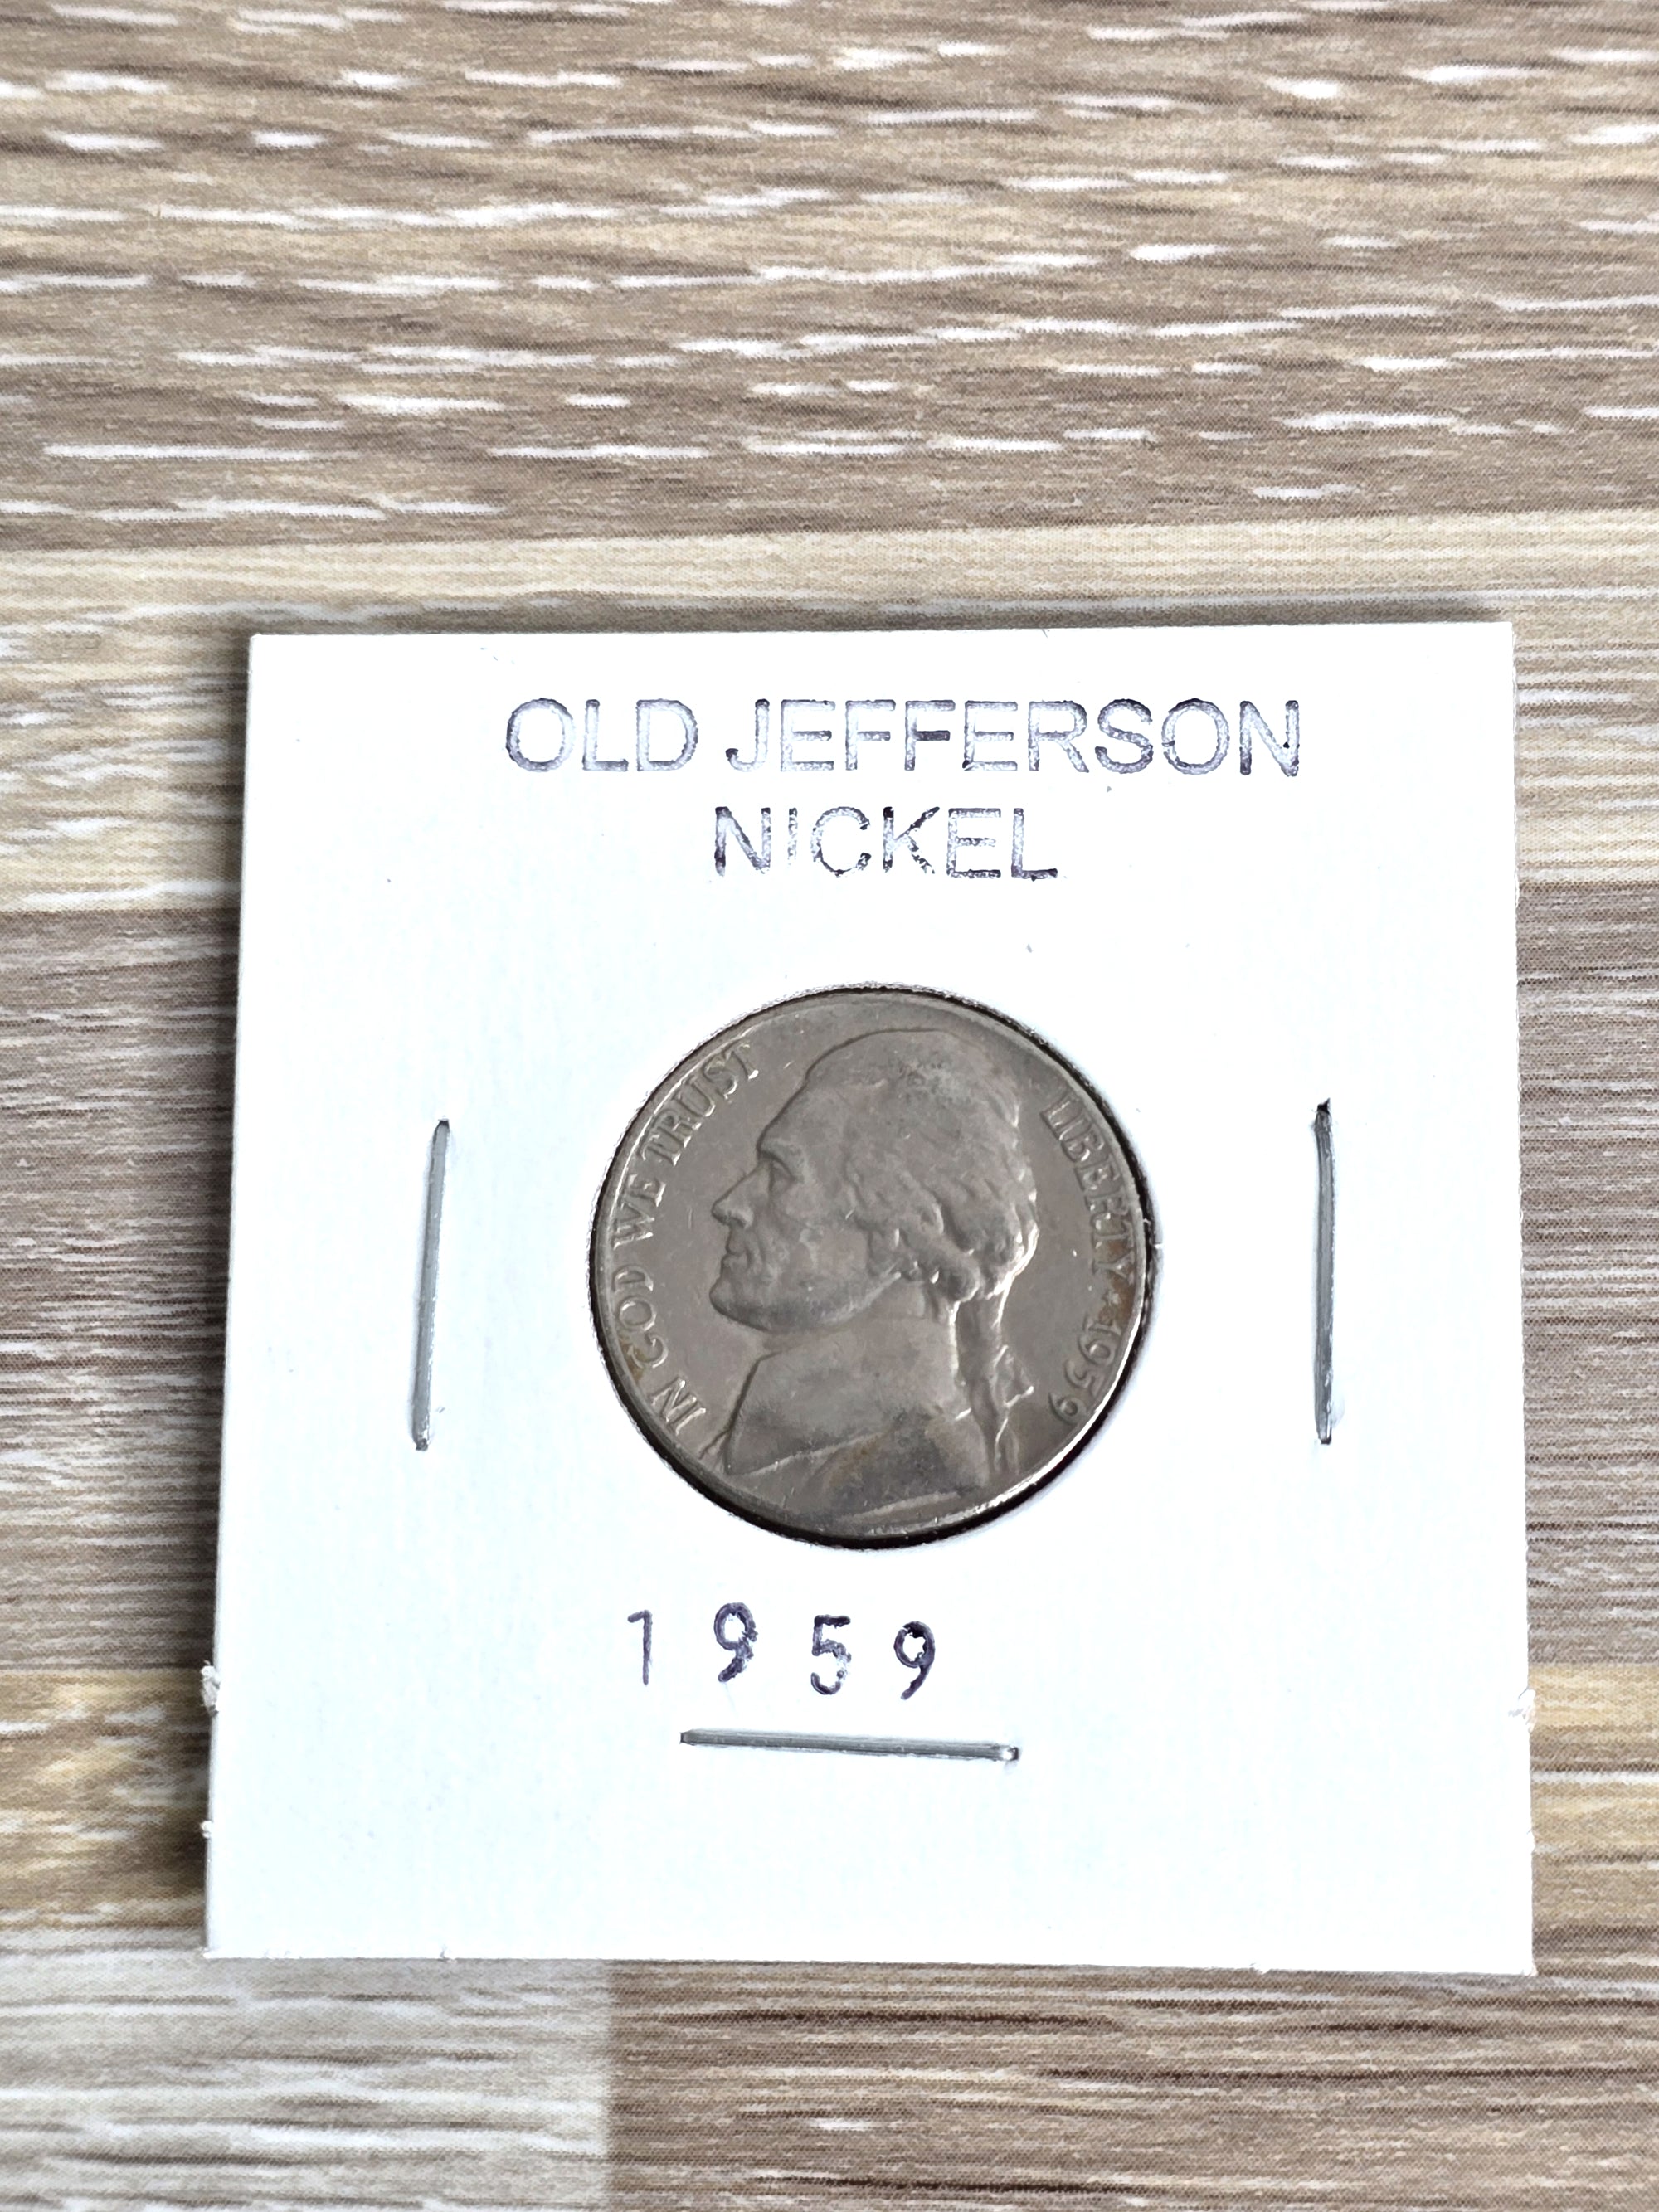 OLD JEFFERSON
NICKEL
IN GOD WE TRUST
LIBERTY ★ 1959
1959